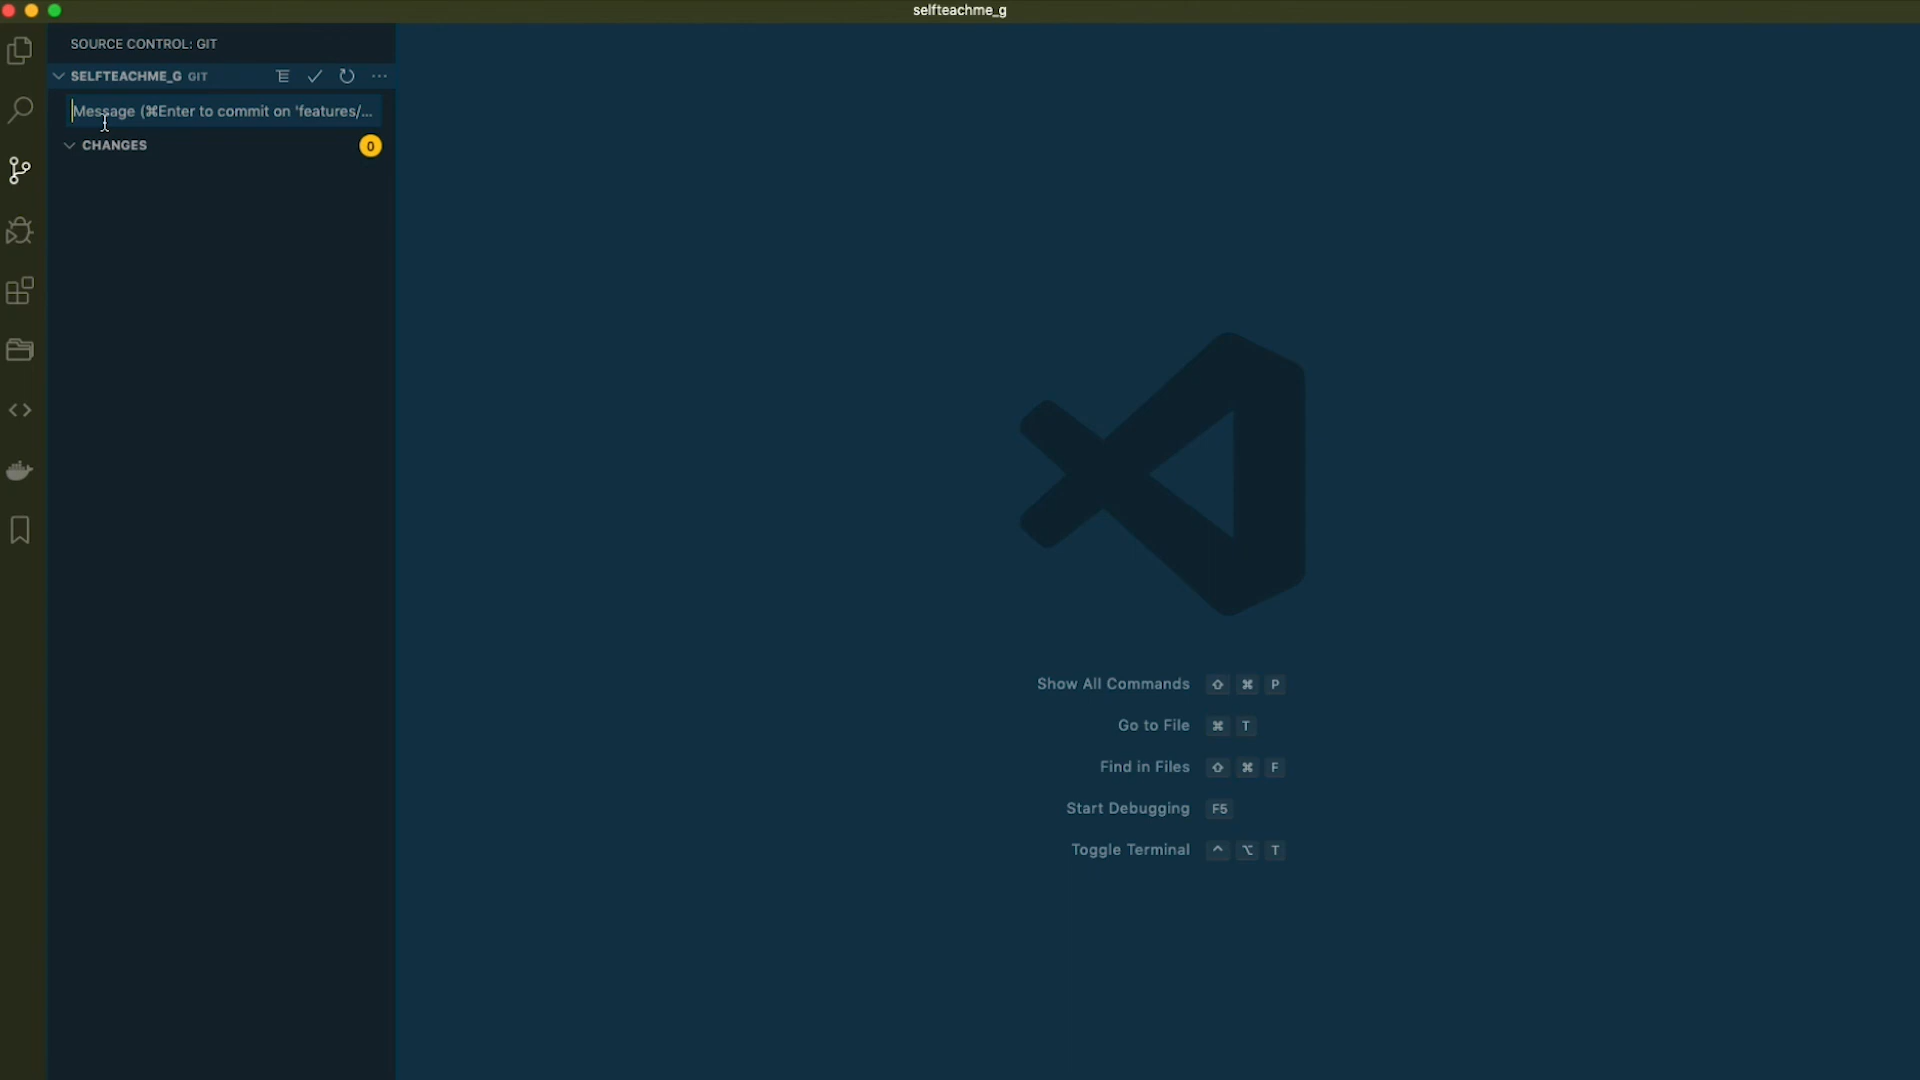 selfteachme_g
SOURCE CONTROL: GIT
SELFTEACHME_G GIT
Message (⌘Enter to commit on 'features/...
CHANGES 0
Show All Commands ⇧ ⌘ P
Go to File ⌘ T
Find in Files ⇧ ⌘ F
Start Debugging F5
Toggle Terminal ^ ⌥ T